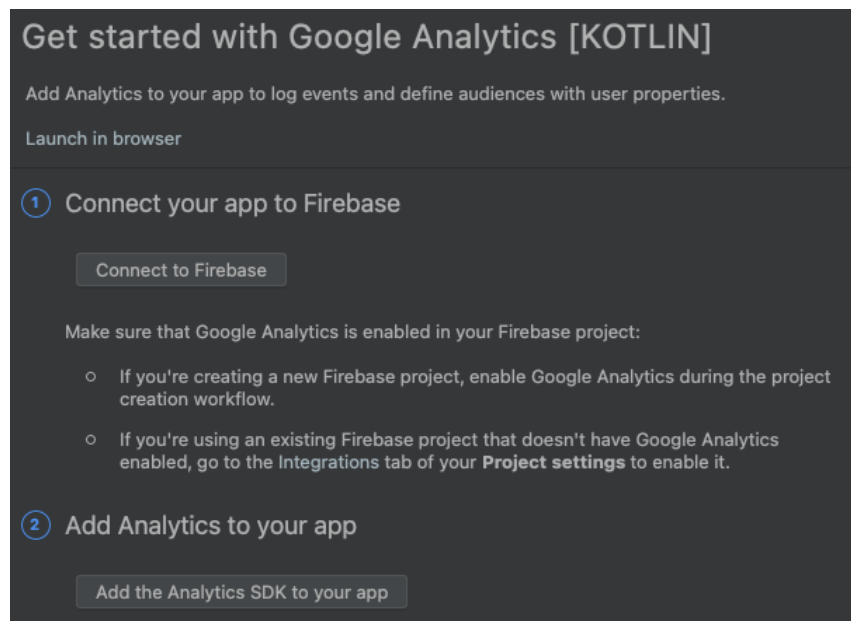 Get started with Google Analytics [KOTLIN]
Add Analytics to your app to log events and define audiences with user properties.
Launch in browser
1 Connect your app to Firebase
Connect to Firebase
Make sure that Google Analytics is enabled in your Firebase project:
If you're creating a new Firebase project, enable Google Analytics during the project
creation workflow.
If you're using an existing Firebase project that doesn't have Google Analytics
enabled, go to the Integrations tab of your Project settings to enable it.
2 Add Analytics to your app
Add the Analytics SDK to your app